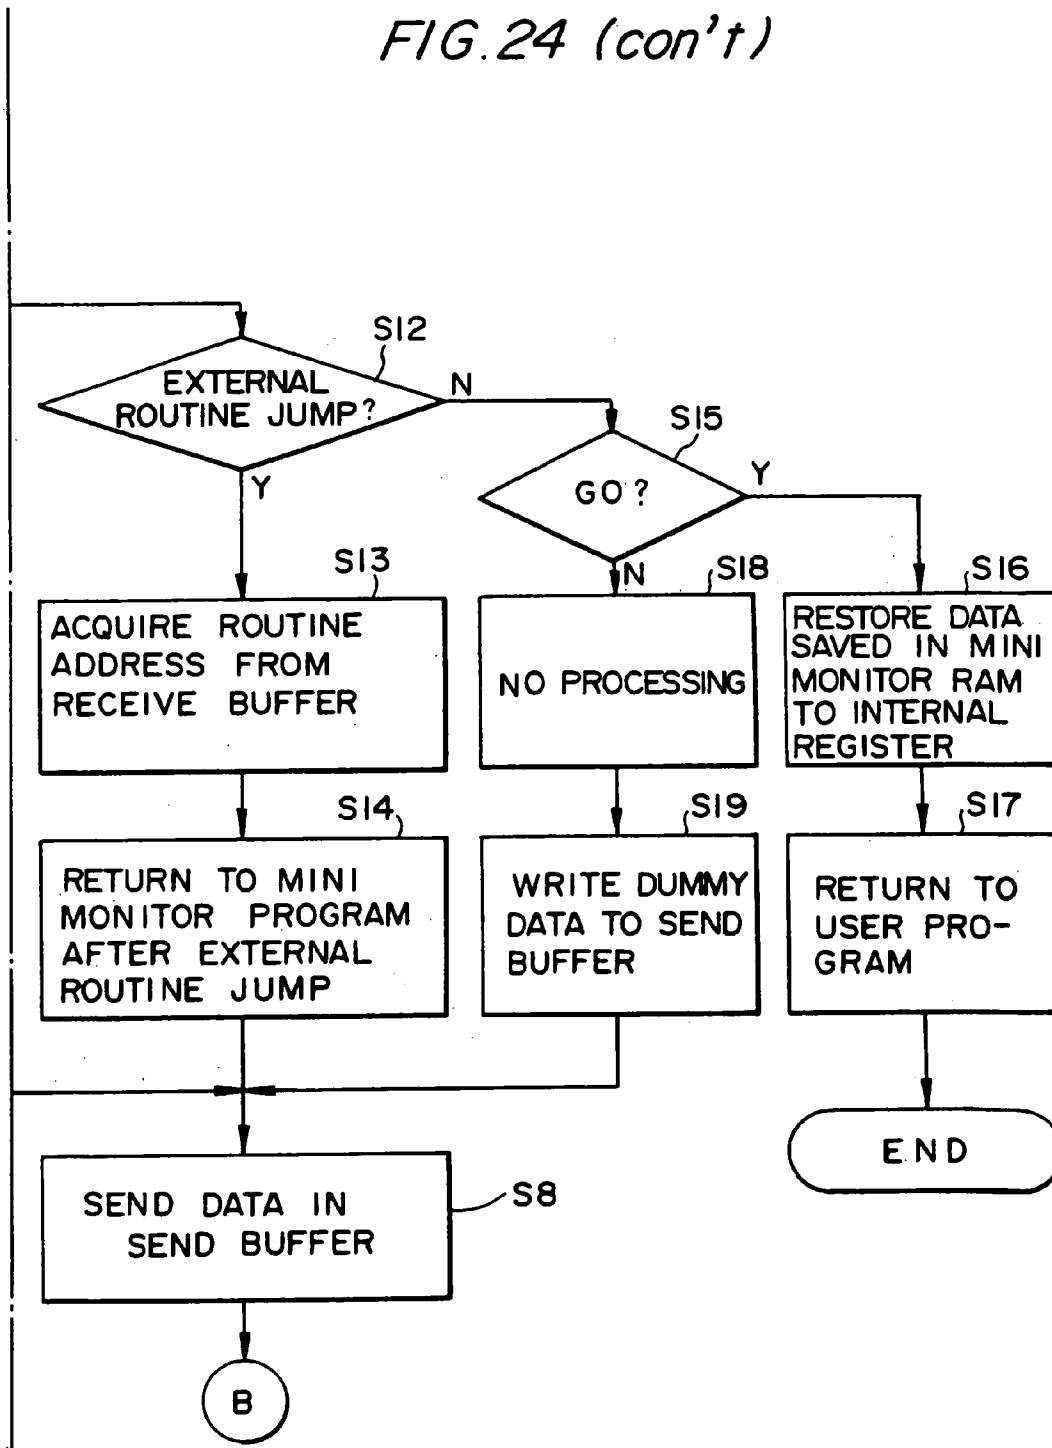 FIG.24 (con't)
S12
EXTERNAL
ROUTINE JUMP?
N
Y
S15
GO?
Y
N
S13
ACQUIRE ROUTINE
ADDRESS FROM
RECEIVE BUFFER
S18
NO PROCESSING
S16
RESTORE DATA
SAVED IN MINI
MONITOR RAM
TO INTERNAL
REGISTER
S14
RETURN TO MINI
MONITOR PROGRAM
AFTER EXTERNAL
ROUTINE JUMP
S19
WRITE DUMMY
DATA TO SEND
BUFFER
S17
RETURN TO
USER PRO-
GRAM
END
S8
SEND DATA IN
SEND BUFFER
B